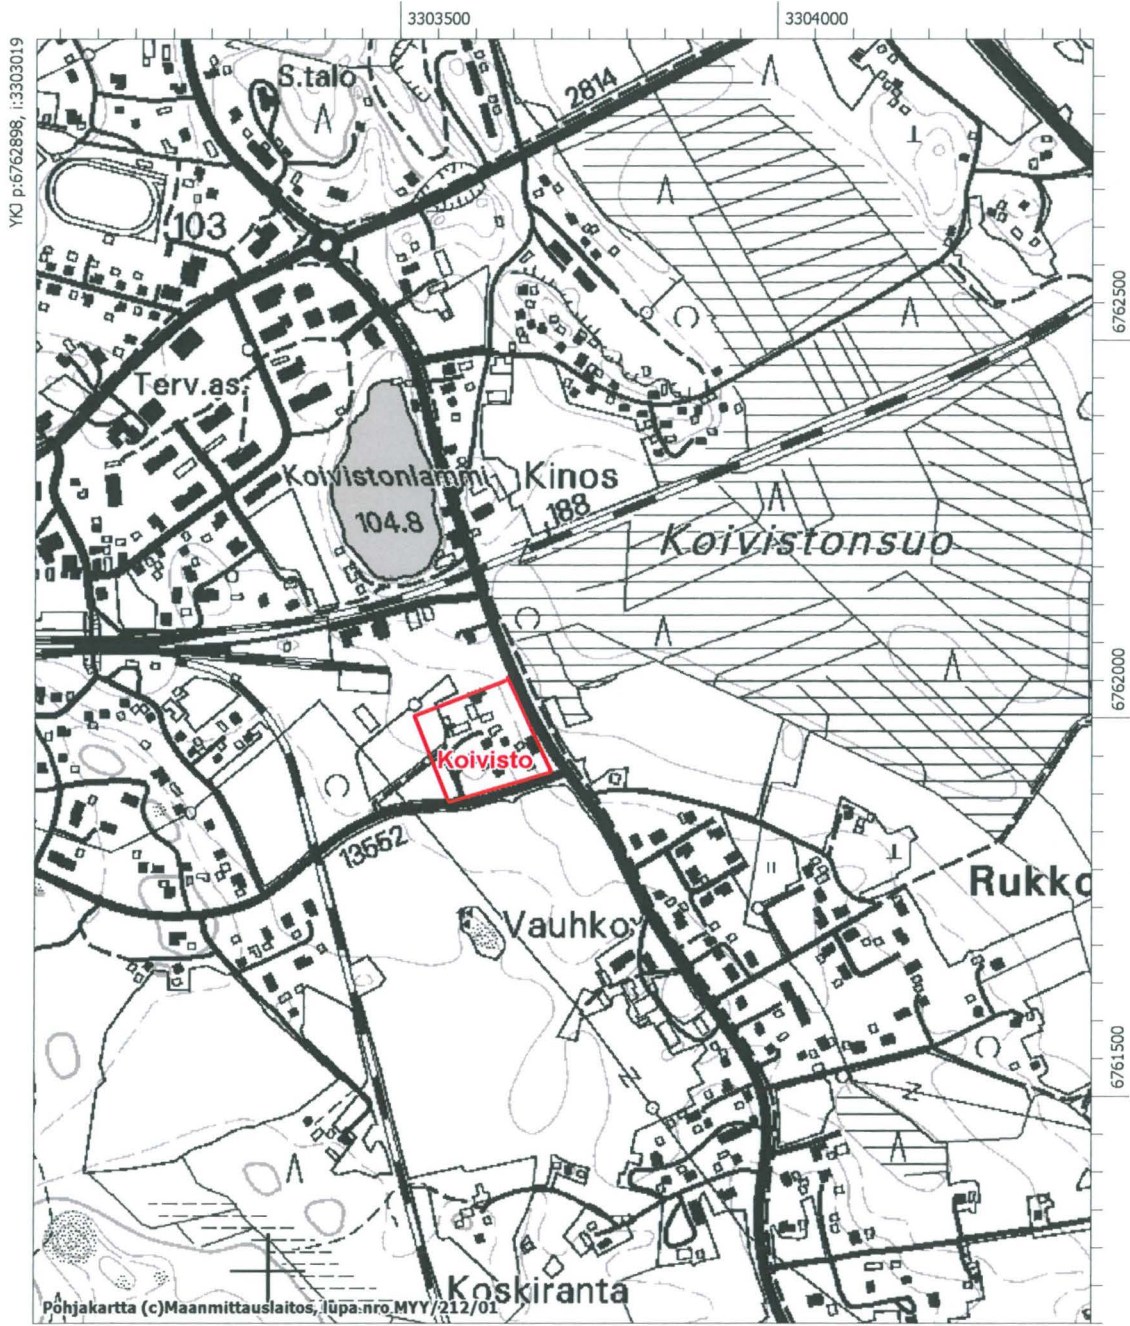 3303500
3304000
YKJ p:6762898, i:3303019
S.talo
2814
103
6762500
Terv.as.
Koivistonlammi
Kinos
104.8
188
Koivistonsuo
6762000
Koivisto
13552
Rukko
Vauhko
6761500
Koskiranta
Pohjakartta (c)Maanmittauslaitos, lupa nro MYY/212/01